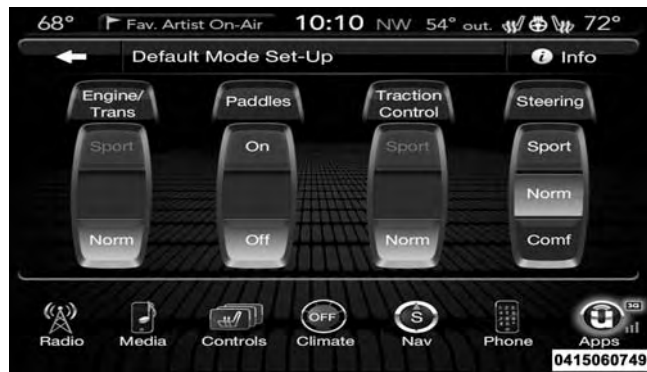 68° Fav. Artist On-Air 10:10 NW 54° out. 72°
Default Mode Set-Up Info
Engine/
Trans
Paddles
Traction
Control
Steering
Sport On Sport Sport
Norm
Norm Off Norm Comf
OFF S
Radio Media Controls Climate Nav Phone Apps
3G
0415060749